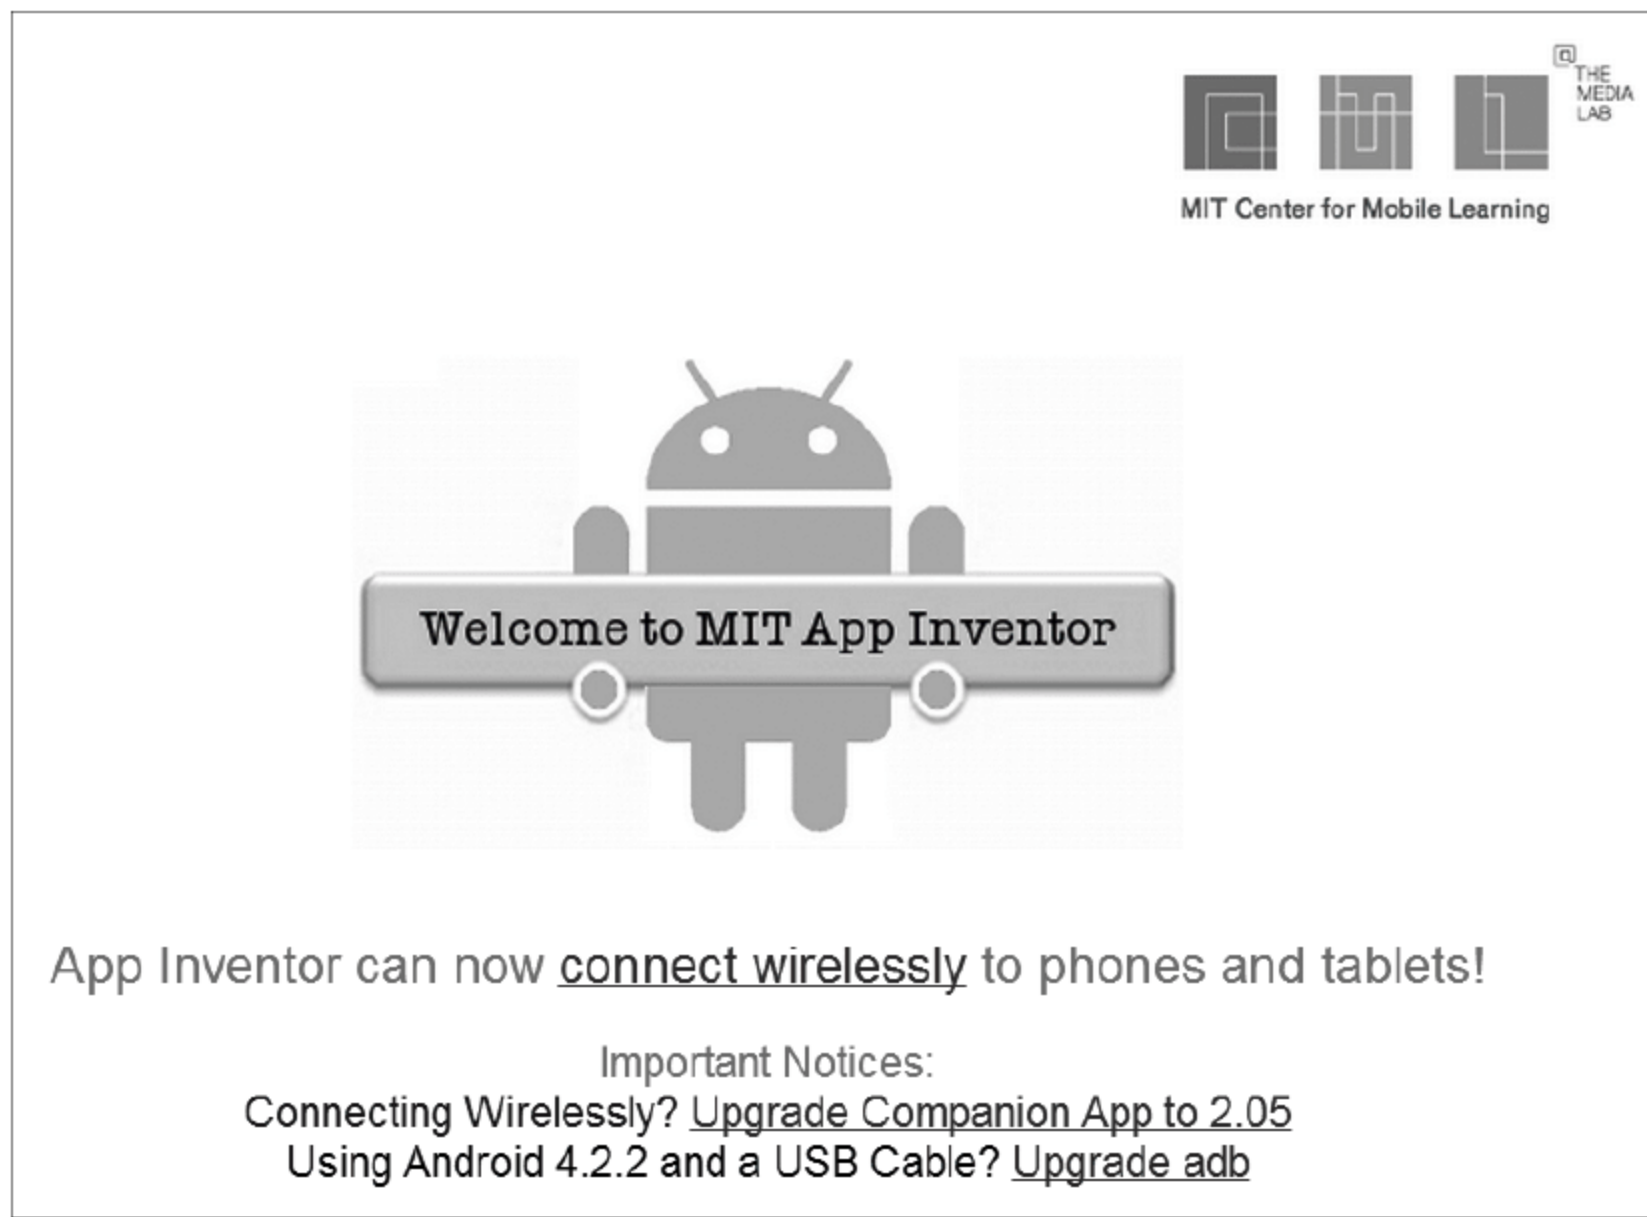 @
THE
MEDIA
LAB
MIT Center for Mobile Learning
Welcome to MIT App Inventor
App Inventor can now connect wirelessly to phones and tablets!
Important Notices:
Connecting Wirelessly? Upgrade Companion App to 2.05
Using Android 4.2.2 and a USB Cable? Upgrade adb